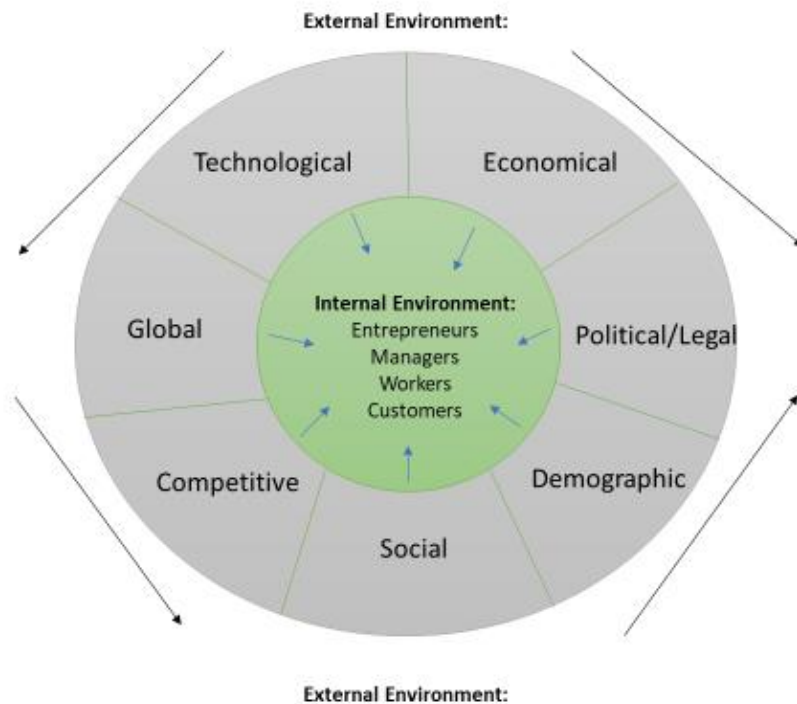 External Environment:
Technological
Economical
Internal Environment:
Entrepreneurs
Managers
Workers
Customers
Global
Political/Legal
Competitive
Demographic
Social
External Environment: